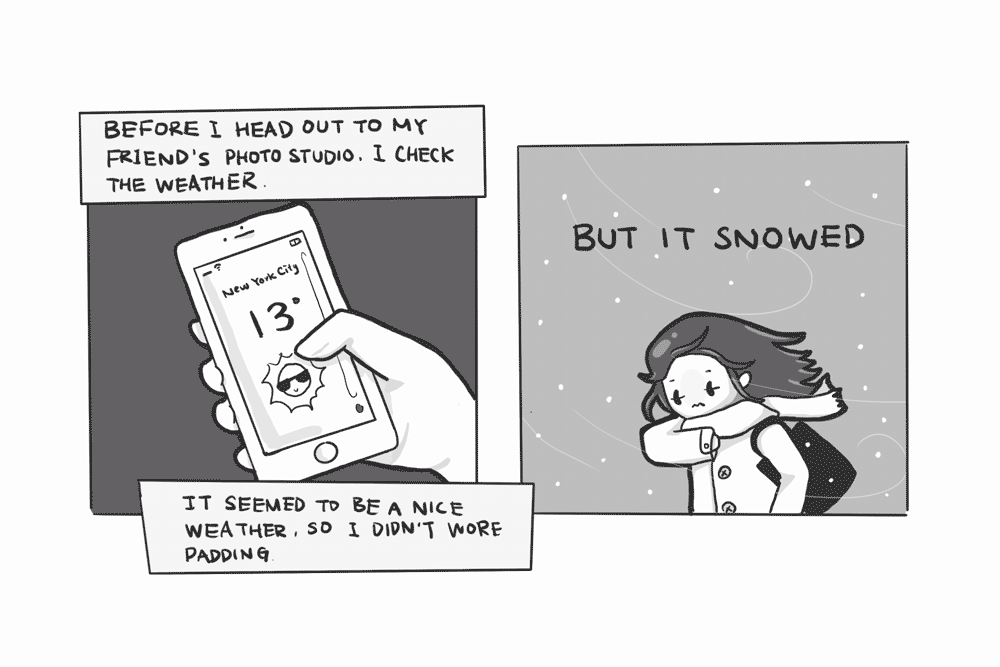 BEFORE I HEAD OUT TO MY
FRIEND'S PHOTO STUDIO. I CHECK
THE WEATHER.
New York City
13°
IT SEEMED TO BE A NICE
WEATHER, SO I DIDN'T WORE
PADDING.
BUT IT SNOWED